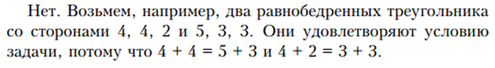 Нет. Возьмем, например, два равнобедренных треугольника
со сторонами 4, 4, 2 и 5, 3, 3. Они удовлетворяют условию
задачи, потому что 4 + 4 = 5 + 3 и 4 + 2 = 3 + 3.